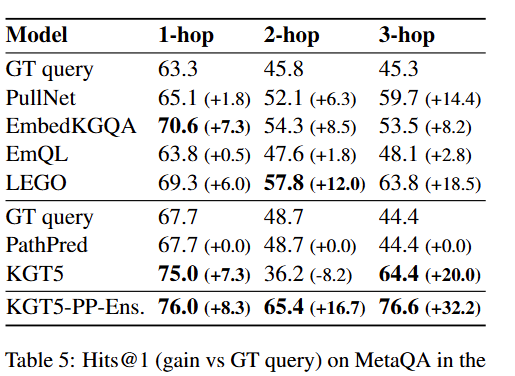 Model 1-hop 2-hop 3-hop
GT query 63.3 45.8 45.3
PullNet 65.1 (+1.8) 52.1 (+6.3) 59.7 (+14.4)
EmbedKGQA 70.6 (+7.3) 54.3 (+8.5) 53.5 (+8.2)
EmQL 63.8 (+0.5) 47.6 (+1.8) 48.1 (+2.8)
LEGO 69.3 (+6.0) 57.8 (+12.0) 63.8 (+18.5)
GT query 67.7 48.7 44.4
PathPred 67.7 (+0.0) 48.7 (+0.0) 44.4 (+0.0)
KGT5 75.0 (+7.3) 36.2 (-8.2) 64.4 (+20.0)
KGT5-PP-Ens. 76.0 (+8.3) 65.4 (+16.7) 76.6 (+32.2)
Table 5: Hits@1 (gain vs GT query) on MetaQA in the